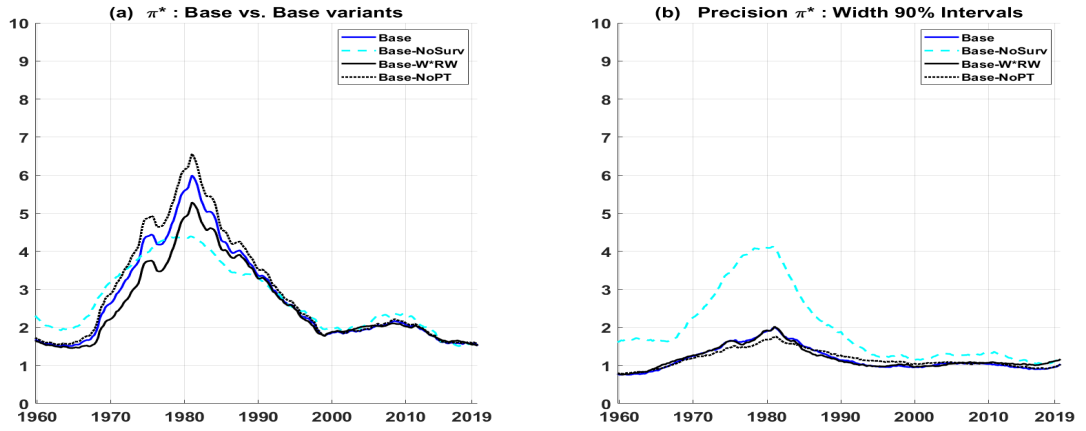 (a) π* : Base vs. Base variants
10
9
8
7
6
5
4
3
2
1
0
1960 1970 1980 1990 2000 2010 2019
Base
Base-NoSurv
Base-W*RW
Base-NoPT
(b) Precision π* : Width 90% Intervals
10
9
8
7
6
5
4
3
2
1
0
1960 1970 1980 1990 2000 2010 2019
Base
Base-NoSurv
Base-W*RW
Base-NoPT